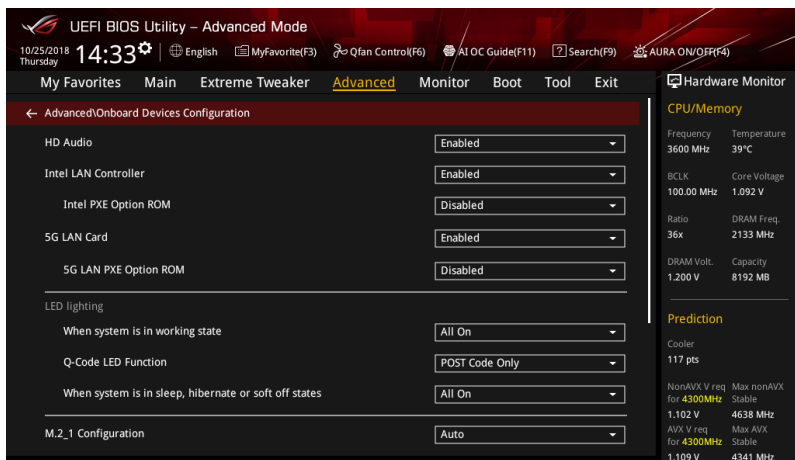 UEFI BIOS Utility – Advanced Mode
10/25/2018 Thursday 14:33 English MyFavorite(F3) Qfan Control(F6) AI OC Guide(F11) ? Search(F9) AURA ON/OFF(F4)
My Favorites Main Extreme Tweaker Advanced Monitor Boot Tool Exit
← Advanced\Onboard Devices Configuration
HD Audio Enabled
Intel LAN Controller Enabled
Intel PXE Option ROM Disabled
5G LAN Card Enabled
5G LAN PXE Option ROM Disabled
LED lighting
When system is in working state All On
Q-Code LED Function POST Code Only
When system is in sleep, hibernate or soft off states All On
M.2_1 Configuration Auto
Hardware Monitor
CPU/Memory
Frequency Temperature
3600 MHz 39°C
BCLK Core Voltage
100.00 MHz 1.092 V
Ratio DRAM Freq.
36x 2133 MHz
DRAM Volt. Capacity
1.200 V 8192 MB
Prediction
Cooler
117 pts
NonAVX V req Max nonAVX
for 4300MHz Stable
1.102 V 4638 MHz
AVX V req Max AVX
for 4300MHz Stable
1.109 V 4341 MHz